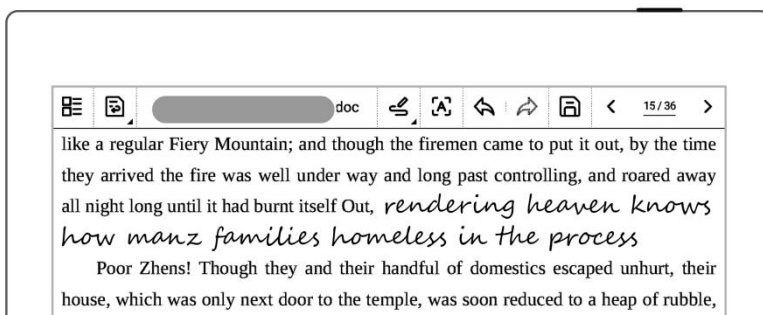 doc
15/36
like a regular Fiery Mountain; and though the firemen came to put it out, by the time
they arrived the fire was well under way and long past controlling, and roared away
all night long until it had burnt itself Out, rendering heaven knows
how manz families homeless in the process
Poor Zhens! Though they and their handful of domestics escaped unhurt, their
house, which was only next door to the temple, was soon reduced to a heap of rubble,